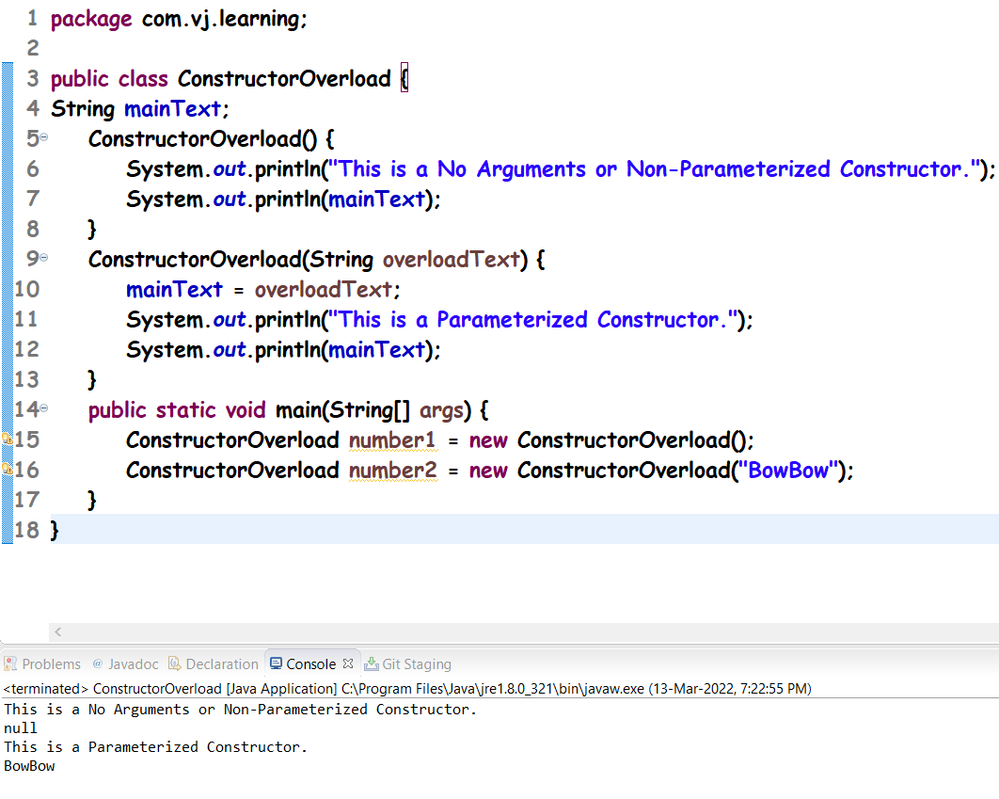 1 package com.vj.learning;
2
3 public class ConstructorOverload {
4 String mainText;
5 ConstructorOverload() {
6 System.out.println("This is a No Arguments or Non-Parameterized Constructor.");
7 System.out.println(mainText);
8 }
9 ConstructorOverload(String overloadText) {
10 mainText = overloadText;
11 System.out.println("This is a Parameterized Constructor.");
12 System.out.println(mainText);
13 }
14 public static void main(String[] args) {
15 ConstructorOverload number1 = new ConstructorOverload();
16 ConstructorOverload number2 = new ConstructorOverload("BowBow");
17 }
18 }
Problems @ Javadoc Declaration Console Git Staging
<terminated> ConstructorOverload [Java Application] C:\Program Files\Java\jre1.8.0_321\bin\javaw.exe (13-Mar-2022, 7:22:55 PM)
This is a No Arguments or Non-Parameterized Constructor.
null
This is a Parameterized Constructor.
BowBow